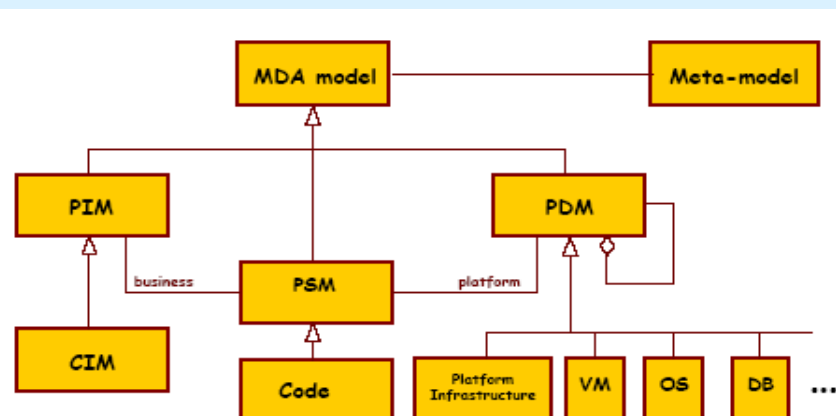 MDA model
Meta-model
PIM
PDM
business
PSM
platform
CIM
Code
Platform
Infrastructure
VM
OS
DB
...